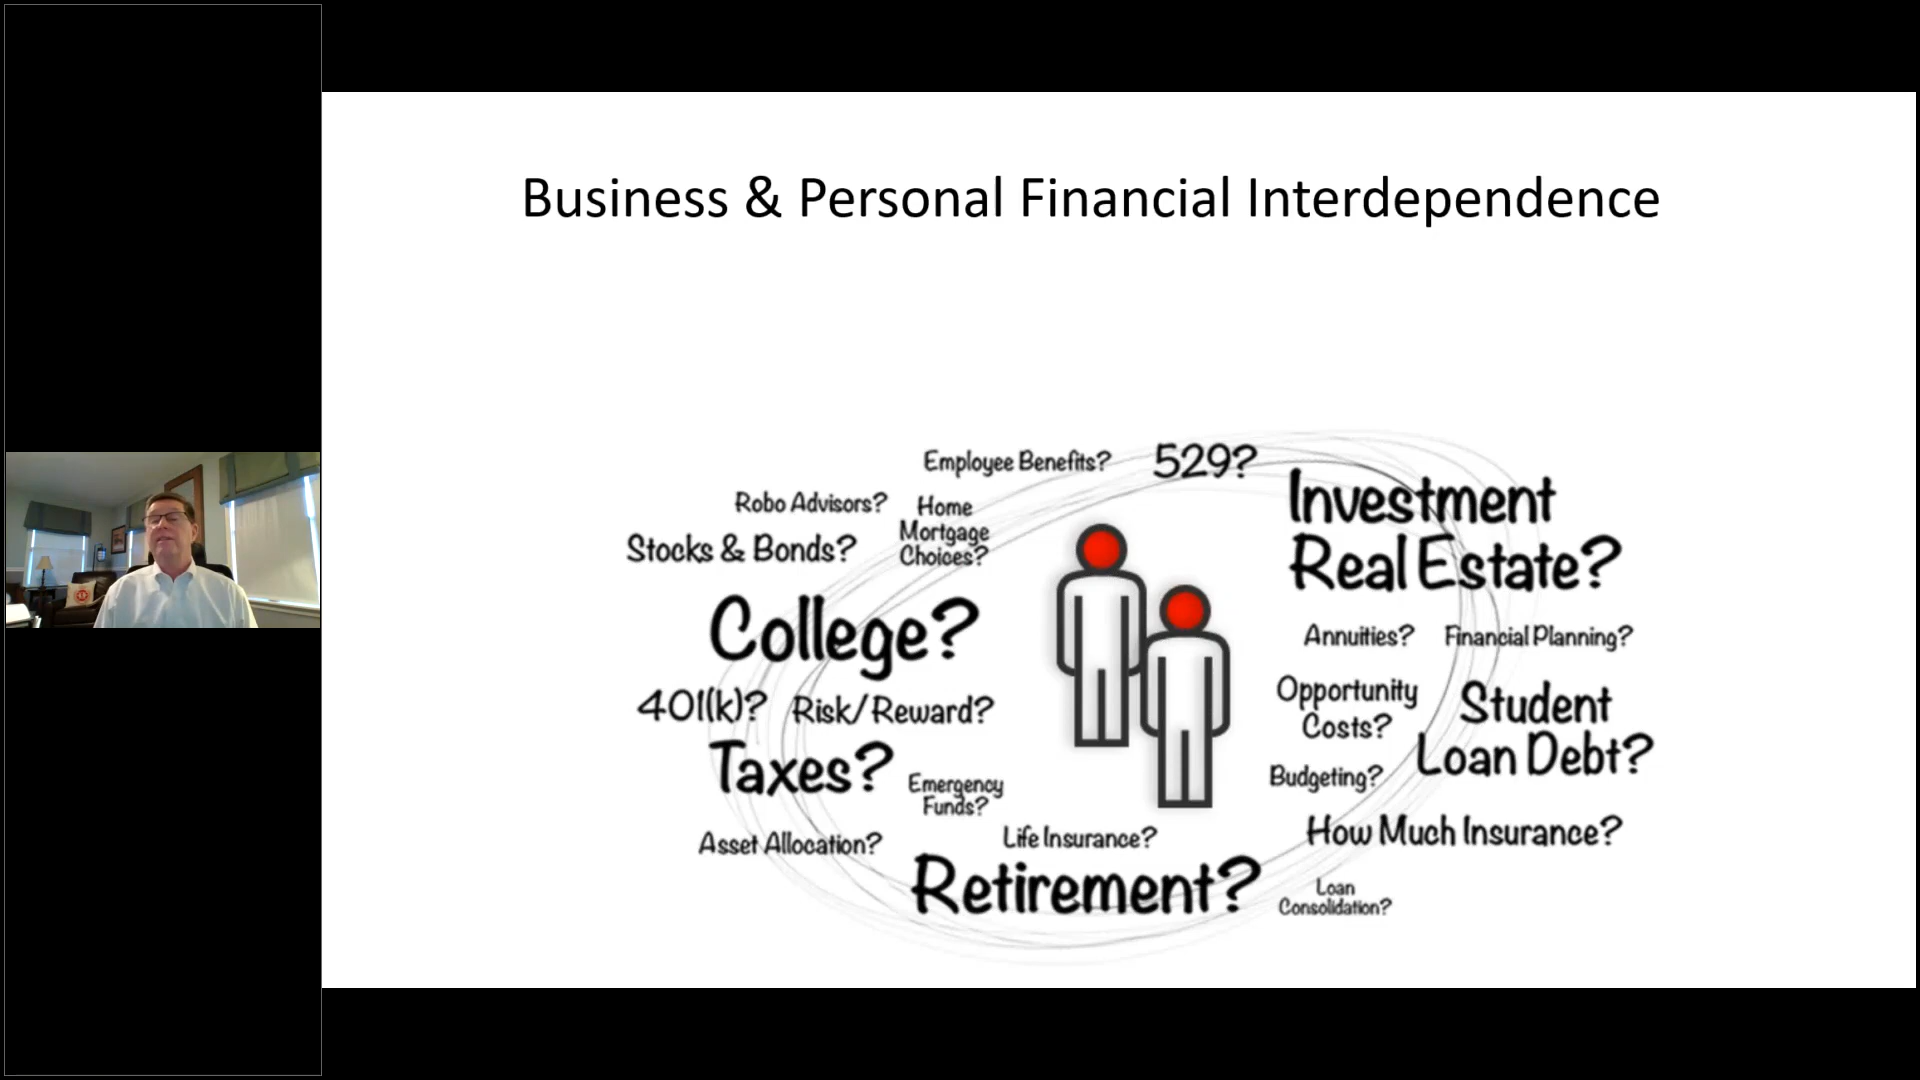 Business & Personal Financial Interdependence
Employee Benefits?
529?
Robo Advisors?
Home
Mortgage
Choices?
Stocks & Bonds?
Investment
Real Estate?
College?
Annuities?
Financial Planning?
401(k)?
Risk/Reward?
Opportunity
Costs?
Student
Loan Debt?
Taxes?
Emergency
Funds?
Budgeting?
Asset Allocation?
Life Insurance?
How Much Insurance?
Retirement?
Loan
Consolidation?